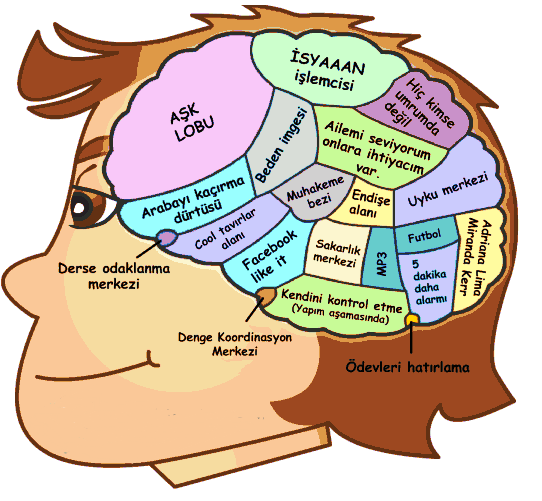 İSYAAAN
işlemcisi
AŞK
LOBU
Hiç kimse
umrumda
değil
Beden imgesi
Ailemi seviyorum
onlara ihtiyacım
var.
Uyku merkezi
Arabayı kaçırma
dürtüsü
Muhakeme
bezi
Endişe
alanı
Cool tavırlar
alanı
Facebook
like it
Sakarlık
merkezi
MP3
Futbol
5
dakika
daha
alarmı
Adriana Lima
Miranda Kerr
Derse odaklanma
merkezi
Kendini kontrol etme
(Yapım aşamasında)
Denge Koordinasyon
Merkezi
Ödevleri hatırlama